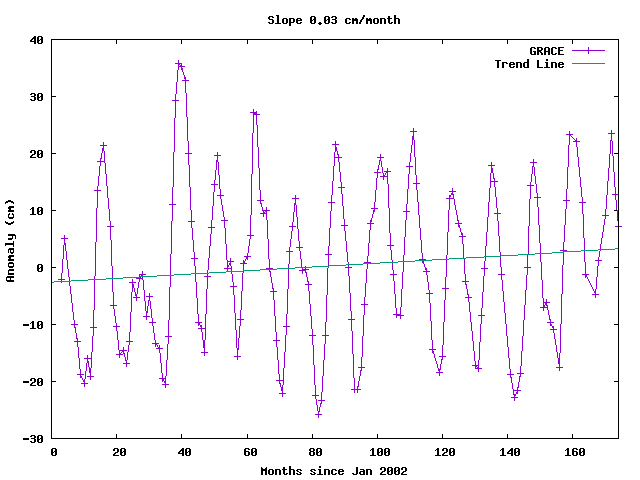 Slope 0.03 cm/month
GRACE
Trend Line
Anomaly (cm)
40
30
20
10
0
-10
-20
-30
0 20 40 60 80 100 120 140 160
Months since Jan 2002